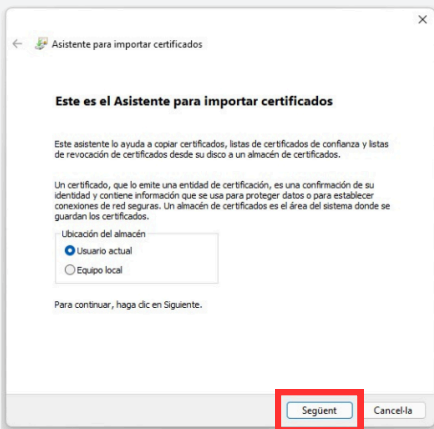 Asistente para importar certificados
Este es el Asistente para importar certificados
Este asistente lo ayuda a copiar certificados, listas de certificados de confianza y listas
de revocación de certificados desde su disco a un almacén de certificados.
Un certificado, que lo emite una entidad de certificación, es una confirmación de su
identidad y contiene información que se usa para proteger datos o para establecer
conexiones de red seguras. Un almacén de certificados es el área del sistema donde se
guardan los certificados.
Ubicación del almacén
Usuario actual
Equipo local
Para continuar, haga clic en Siguiente.
Següent
Cancel·la